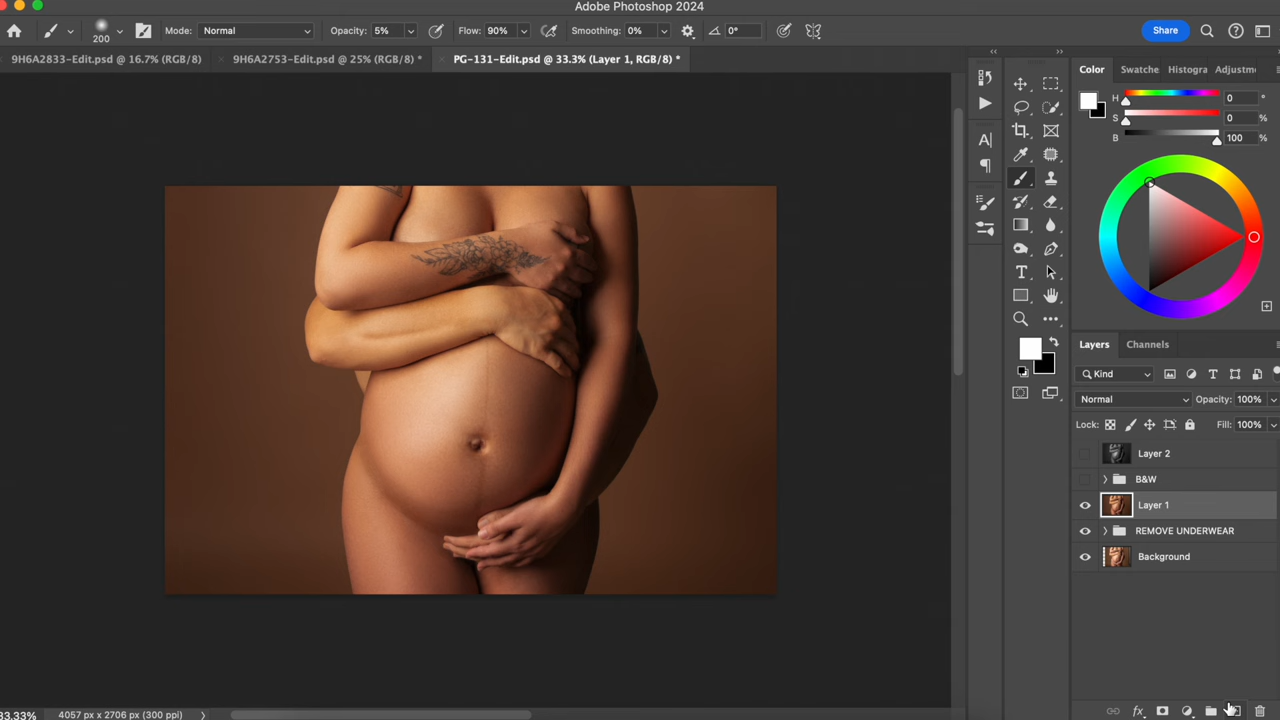 Adobe Photoshop 2024
200 Mode: Normal Opacity: 5% Flow: 90% Smoothing: 0% 0° Share
9H6A2833-Edit.psd @ 16.7% (RGB/8) 9H6A2753-Edit.psd @ 25% (RGB/8) * PG-131-Edit.psd @ 33.3% (Layer 1, RGB/8) *
Color Swatche Histogra Adjustm
H 0 °
S 0 %
B 100 %
Layers Channels
Kind
Normal Opacity: 100%
Lock: Fill: 100%
Layer 2
B&W
Layer 1
REMOVE UNDERWEAR
Background
fx
33.33% 4057 px x 2706 px (300 ppi)